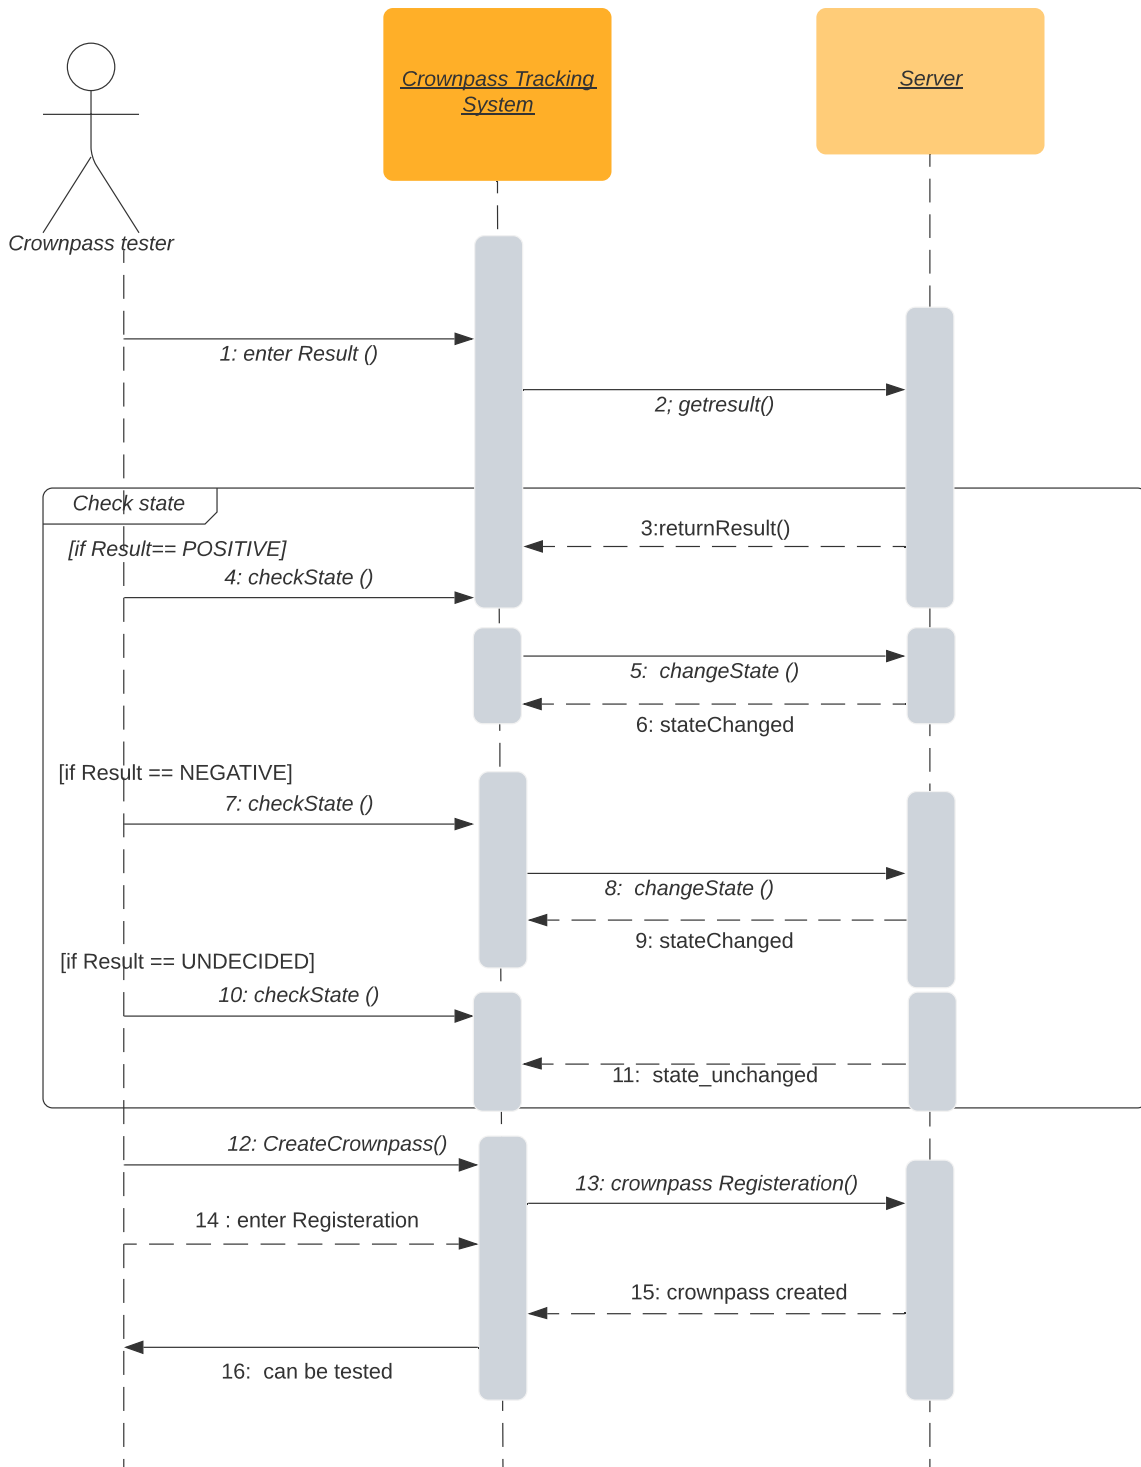 Crownpass Tracking
System
Server
Crownpass tester
1: enter Result ()
2; getresult()
Check state
3:returnResult()
[if Result== POSITIVE]
4: checkState ()
5:  changeState ()
6: stateChanged
[if Result == NEGATIVE]
7: checkState ()
8:  changeState ()
9: stateChanged
[if Result == UNDECIDED]
10: checkState ()
11:  state_unchanged
12: CreateCrownpass()
13: crownpass Registeration()
14 : enter Registeration
15: crownpass created
16:  can be tested